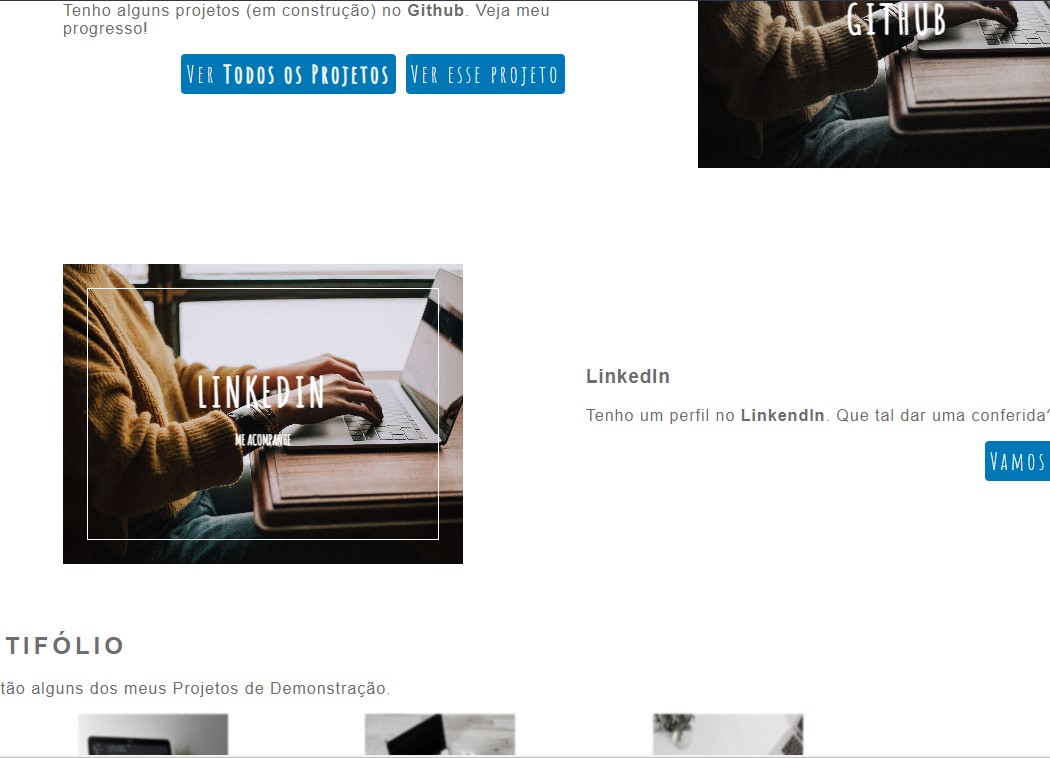 Tenho alguns projetos (em construção) no Github. Veja meu
progresso!
Ver Todos os Projetos
Ver esse projeto
GITHUB
LINKEDIN
ME ACOMPANHE
LinkedIn
Tenho um perfil no LinkendIn. Que tal dar uma conferida?
Vamos
TIFÓLIO
tão alguns dos meus Projetos de Demonstração.